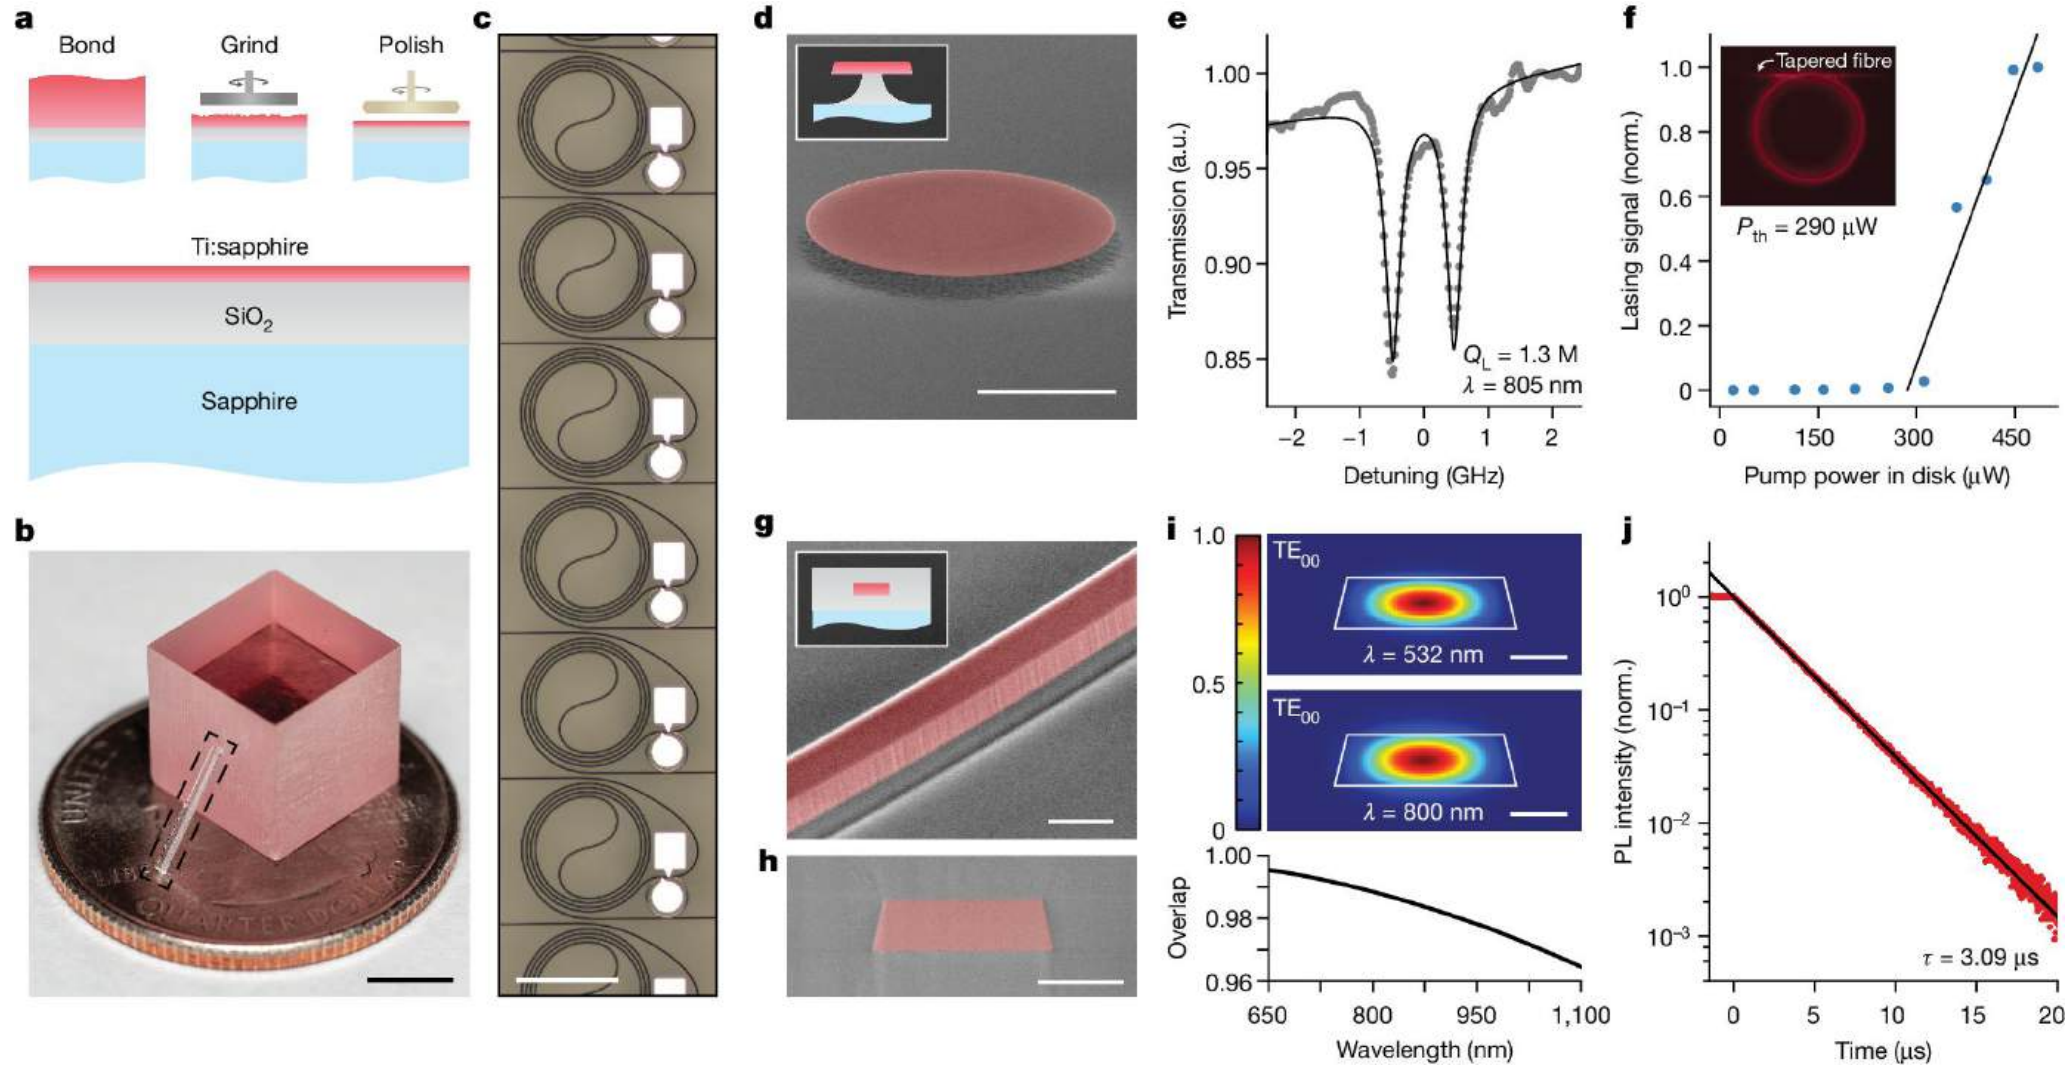 a
Bond
Grind
Polish
Ti:sapphire
SiO₂
Sapphire
b
QUARTER DOLLAR
c
d
e
Transmission (a.u.)
1.00
0.95
0.90
0.85
Q_L = 1.3 M
λ = 805 nm
−2 −1 0 1 2
Detuning (GHz)
f
Lasing signal (norm.)
1.0
0.8
0.6
0.4
0.2
0
Tapered fibre
P_th = 290 μW
0 150 300 450
Pump power in disk (μW)
g
h
i
1.0
0.5
0
TE₀₀
λ = 532 nm
TE₀₀
λ = 800 nm
Overlap
1.00
0.98
0.96
650 800 950 1,100
Wavelength (nm)
j
PL intensity (norm.)
10⁰
10⁻¹
10⁻²
10⁻³
τ = 3.09 μs
0 5 10 15 20
Time (μs)